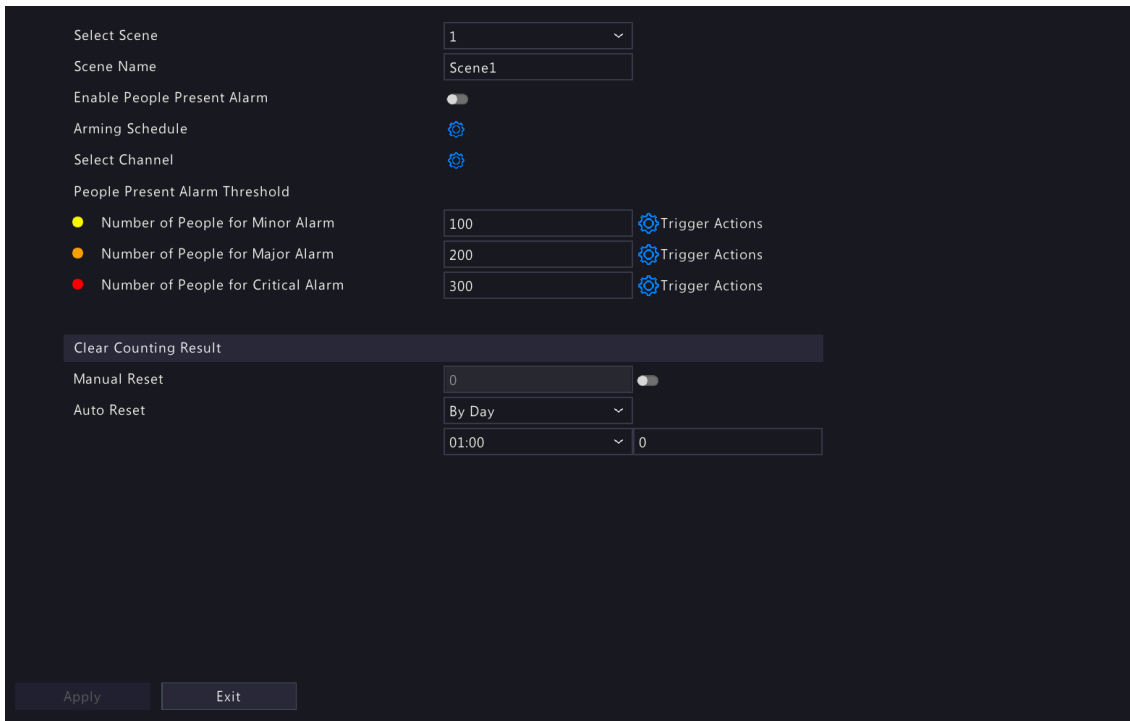 Select Scene 1
Scene Name Scene1
Enable People Present Alarm
Arming Schedule
Select Channel
People Present Alarm Threshold
Number of People for Minor Alarm 100 Trigger Actions
Number of People for Major Alarm 200 Trigger Actions
Number of People for Critical Alarm 300 Trigger Actions
Clear Counting Result
Manual Reset 0
Auto Reset By Day
01:00 0
Apply Exit